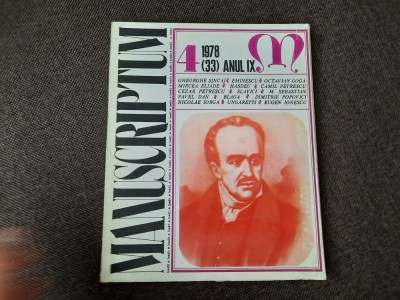 MANUSCRIPTUM
4
1978
(33) ANUL IX
M
GHEORGHE ȘINCAI EMINESCU OCTAVIAN GOGA
MIRCEA ELIADE HASDEU CAMIL PETRESCU
CEZAR PETRESCU SLAVICI M. SEBASTIAN
PAVEL DAN BLAGA DIMITRIE POPOVICI
NICOLAE IORGA UNGARETTI EUGEN IONESCU